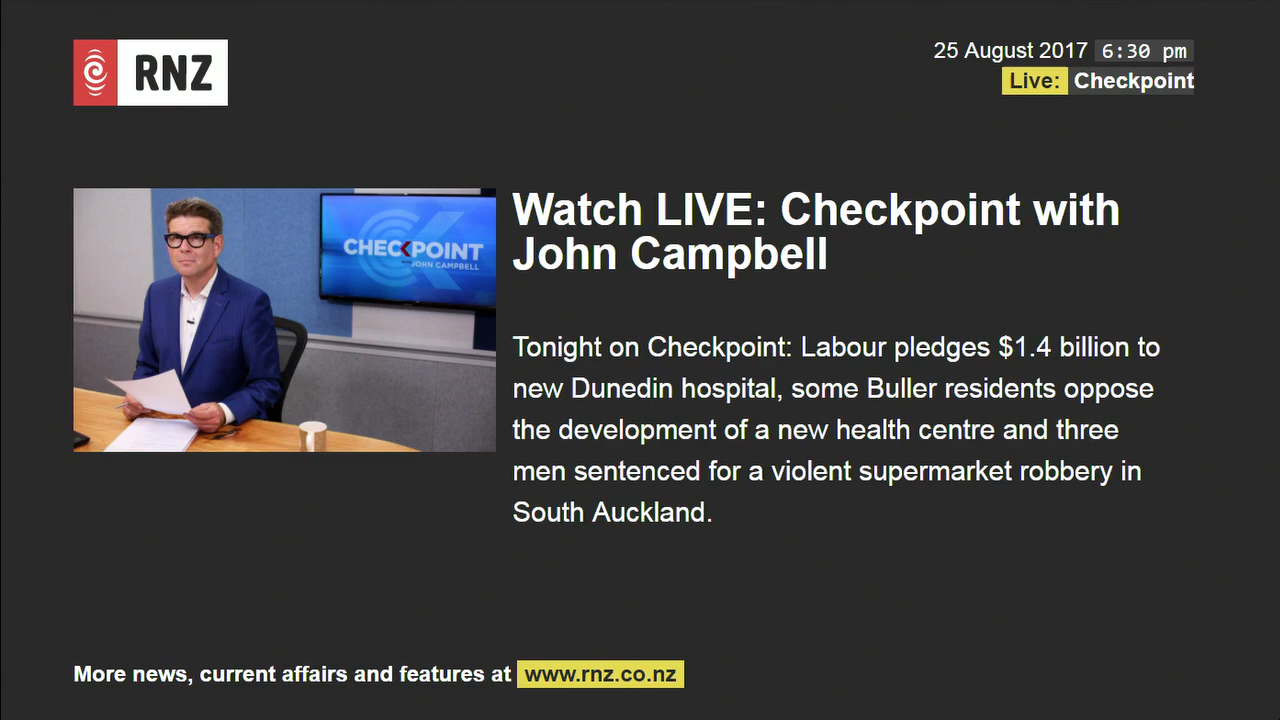 RNZ
25 August 2017 6:30 pm
Live: Checkpoint
CHECKPOINT
JOHN CAMPBELL
Watch LIVE: Checkpoint with
John Campbell
Tonight on Checkpoint: Labour pledges $1.4 billion to
new Dunedin hospital, some Buller residents oppose
the development of a new health centre and three
men sentenced for a violent supermarket robbery in
South Auckland.
More news, current affairs and features at www.rnz.co.nz